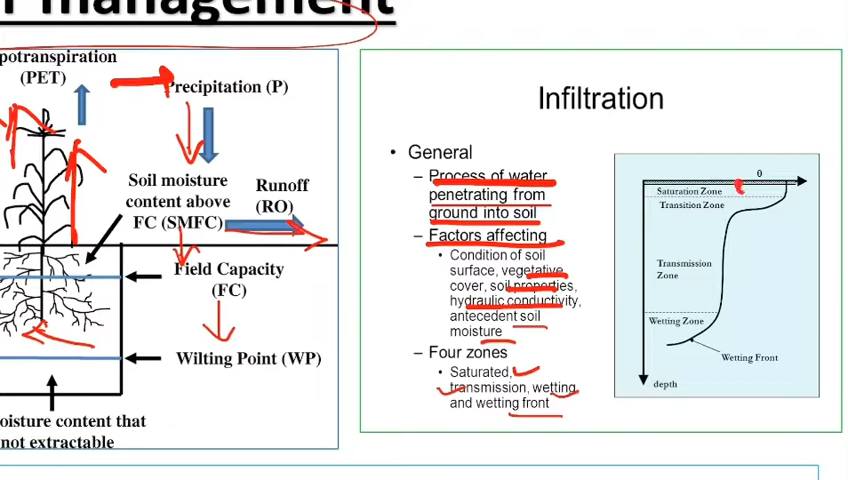 management
potranspiration
(PET)
Precipitation (P)
Soil moisture
content above
FC (SMFC)
Runoff
(RO)
Field Capacity
(FC)
Wilting Point (WP)
oisture content that
not extractable
Infiltration
• General
– Process of water
penetrating from
ground into soil
– Factors affecting
• Condition of soil
surface, vegetative
cover, soil properties,
hydraulic conductivity,
antecedent soil
moisture
– Four zones
• Saturated,
transmission, wetting,
and wetting front
θ
Saturation Zone
Transition Zone
Transmission
Zone
Wetting Zone
Wetting Front
depth